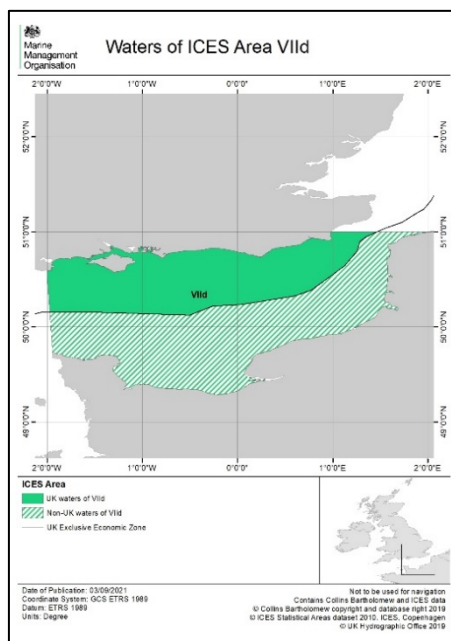 Marine
Management
Organisation
Waters of ICES Area VIId
2°0'0"W 1°0'0"W 0°0'0" 1°0'0"E 2°0'0"E
52°0'0"N 52°0'0"N
51°0'0"N 51°0'0"N
VIId
50°0'0"N 50°0'0"N
49°0'0"N 49°0'0"N
2°0'0"W 1°0'0"W 0°0'0" 1°0'0"E 2°0'0"E
ICES Area
UK waters of VIId
Non-UK waters of VIId
UK Exclusive Economic Zone
Date of Publication: 03/09/2021
Coordinate System: GCS ETRS 1989
Datum: ETRS 1989
Units: Degree
Not to be used for navigation
Contains Collins Bartholomew and ICES data
© Collins Bartholomew copyright and database right 2019
© ICES Statistical Areas dataset 2010. ICES, Copenhagen
© UK Hydrographic Office 2019